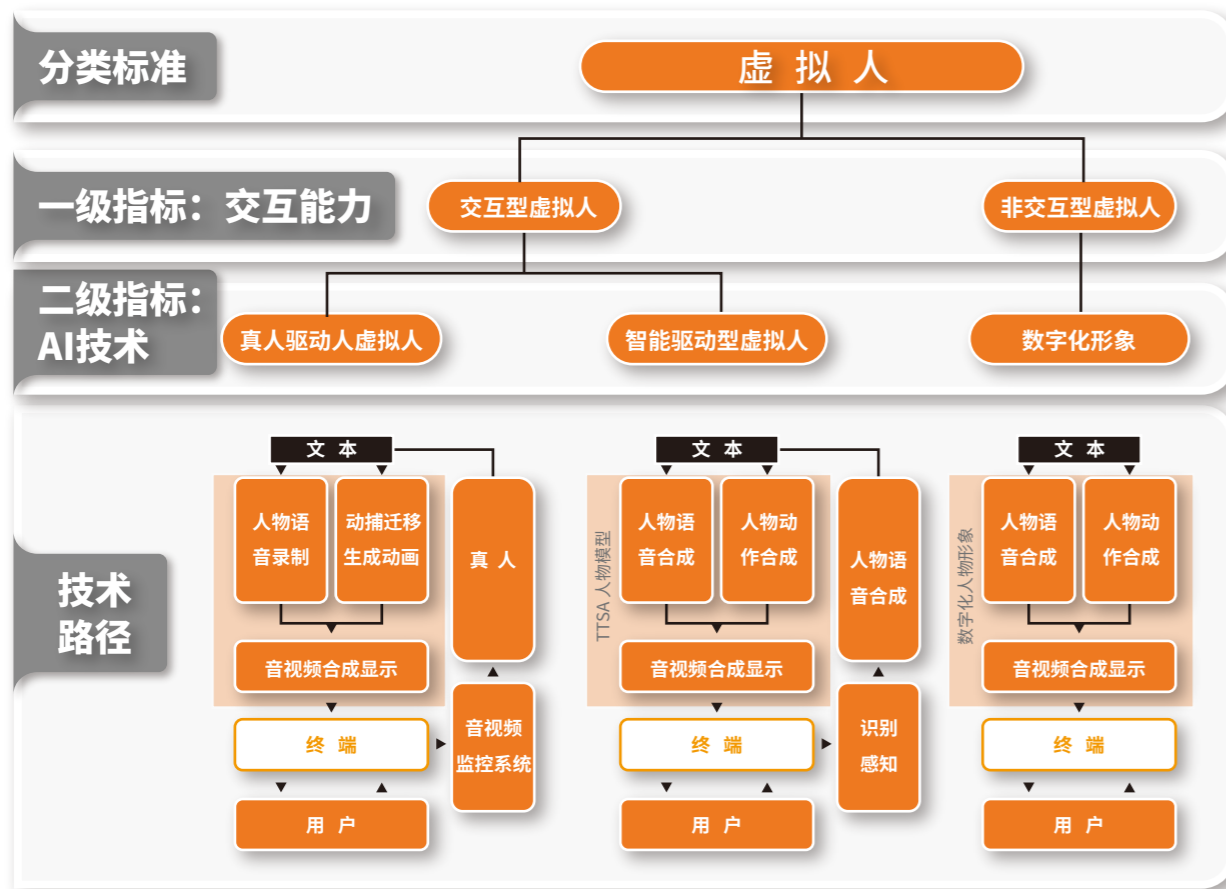 分类标准
虚拟人
一级指标：交互能力
交互型虚拟人
非交互型虚拟人
二级指标：
AI技术
真人驱动人虚拟人
智能驱动型虚拟人
数字化形象
技术
路径
文本
人物语
音录制
动捕迁移
生成动画
真人
音视频合成显示
终端
音视频
监控系统
用户
文本
TTSA 人物模型
人物语
音合成
人物动
作合成
人物语
音合成
音视频合成显示
终端
识别
感知
用户
文本
数字化人物形象
人物语
音合成
人物动
作合成
音视频合成显示
终端
用户